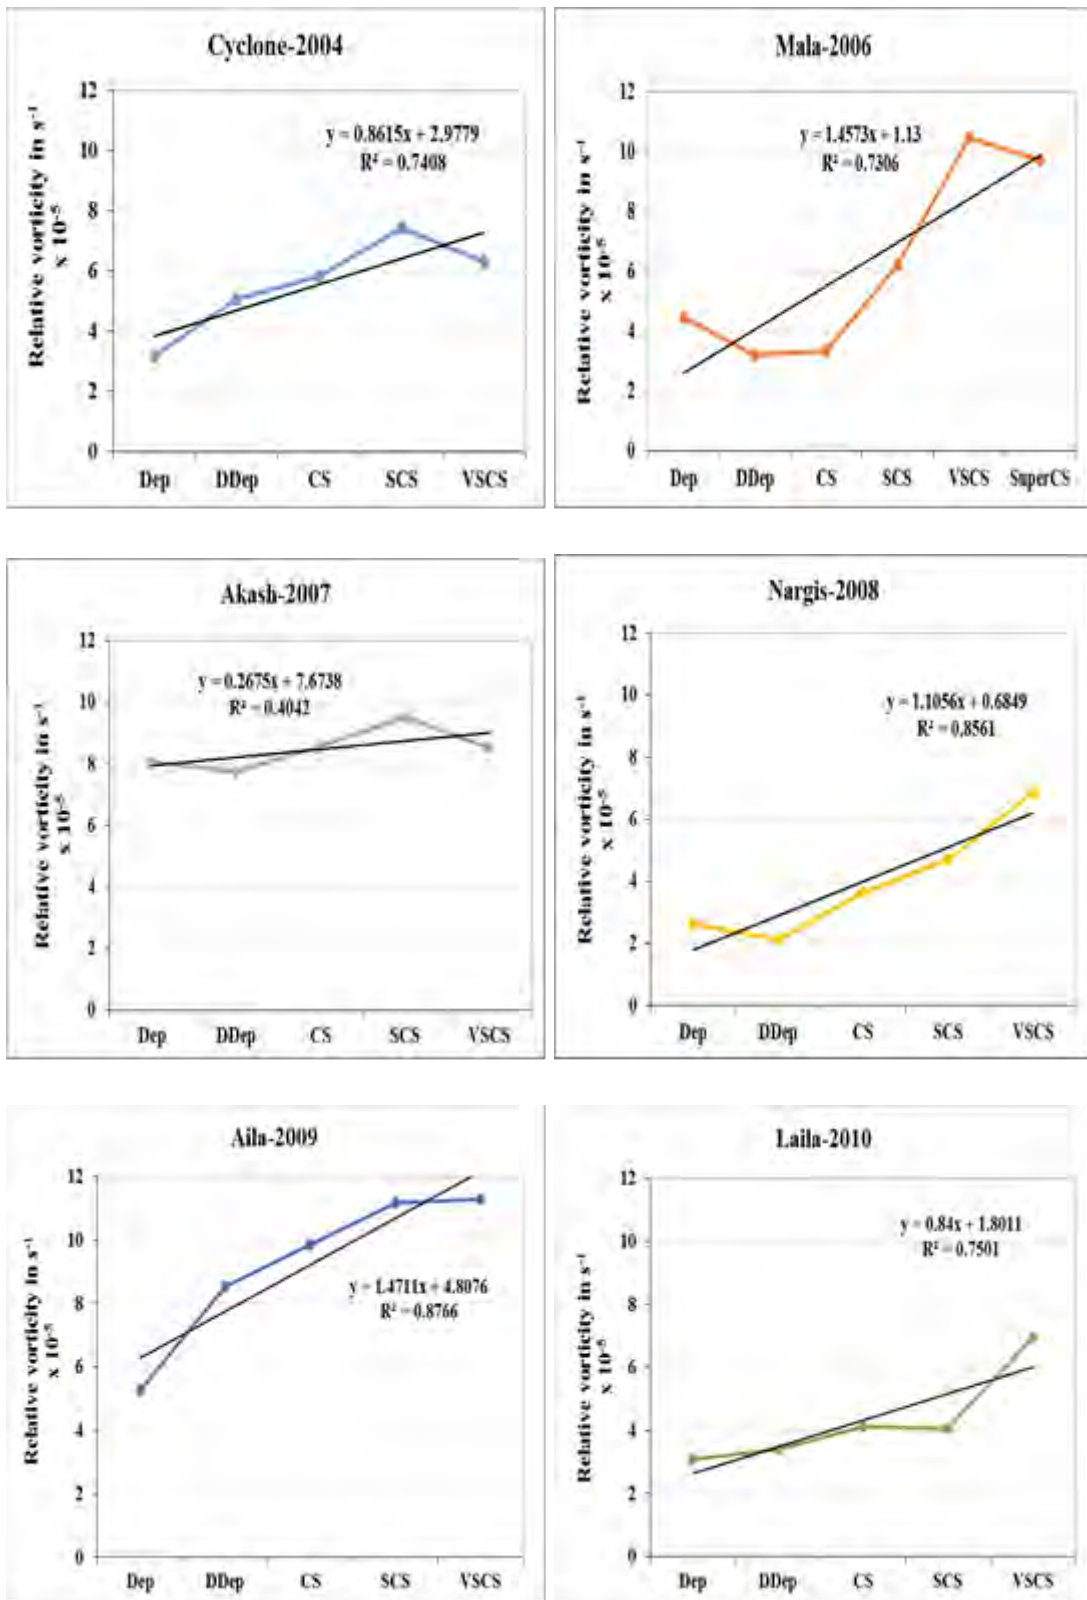 Cyclone-2004
Relative vorticity in s⁻¹
x 10⁻⁵
12
10
8
6
4
2
0
y = 0.8615x + 2.9779
R² = 0.7408
Dep DDep CS SCS VSCS
Mala-2006
Relative vorticity in s⁻¹
x 10⁻⁵
12
10
8
6
4
2
0
y = 1.4573x + 1.13
R² = 0.7306
Dep DDep CS SCS VSCS SuperCS
Akash-2007
Relative vorticity in s⁻¹
x 10⁻⁵
12
10
8
6
4
2
0
y = 0.2675x + 7.6738
R² = 0.4042
Dep DDep CS SCS VSCS
Nargis-2008
Relative vorticity in s⁻¹
x 10⁻⁵
12
10
8
6
4
2
0
y = 1.1056x + 0.6849
R² = 0.8561
Dep DDep CS SCS VSCS
Aila-2009
Relative vorticity in s⁻¹
x 10⁻⁵
12
10
8
6
4
2
0
y = 1.4711x + 4.8076
R² = 0.8766
Dep DDep CS SCS VSCS
Laila-2010
Relative vorticity in s⁻¹
x 10⁻⁵
12
10
8
6
4
2
0
y = 0.84x + 1.8011
R² = 0.7501
Dep DDep CS SCS VSCS